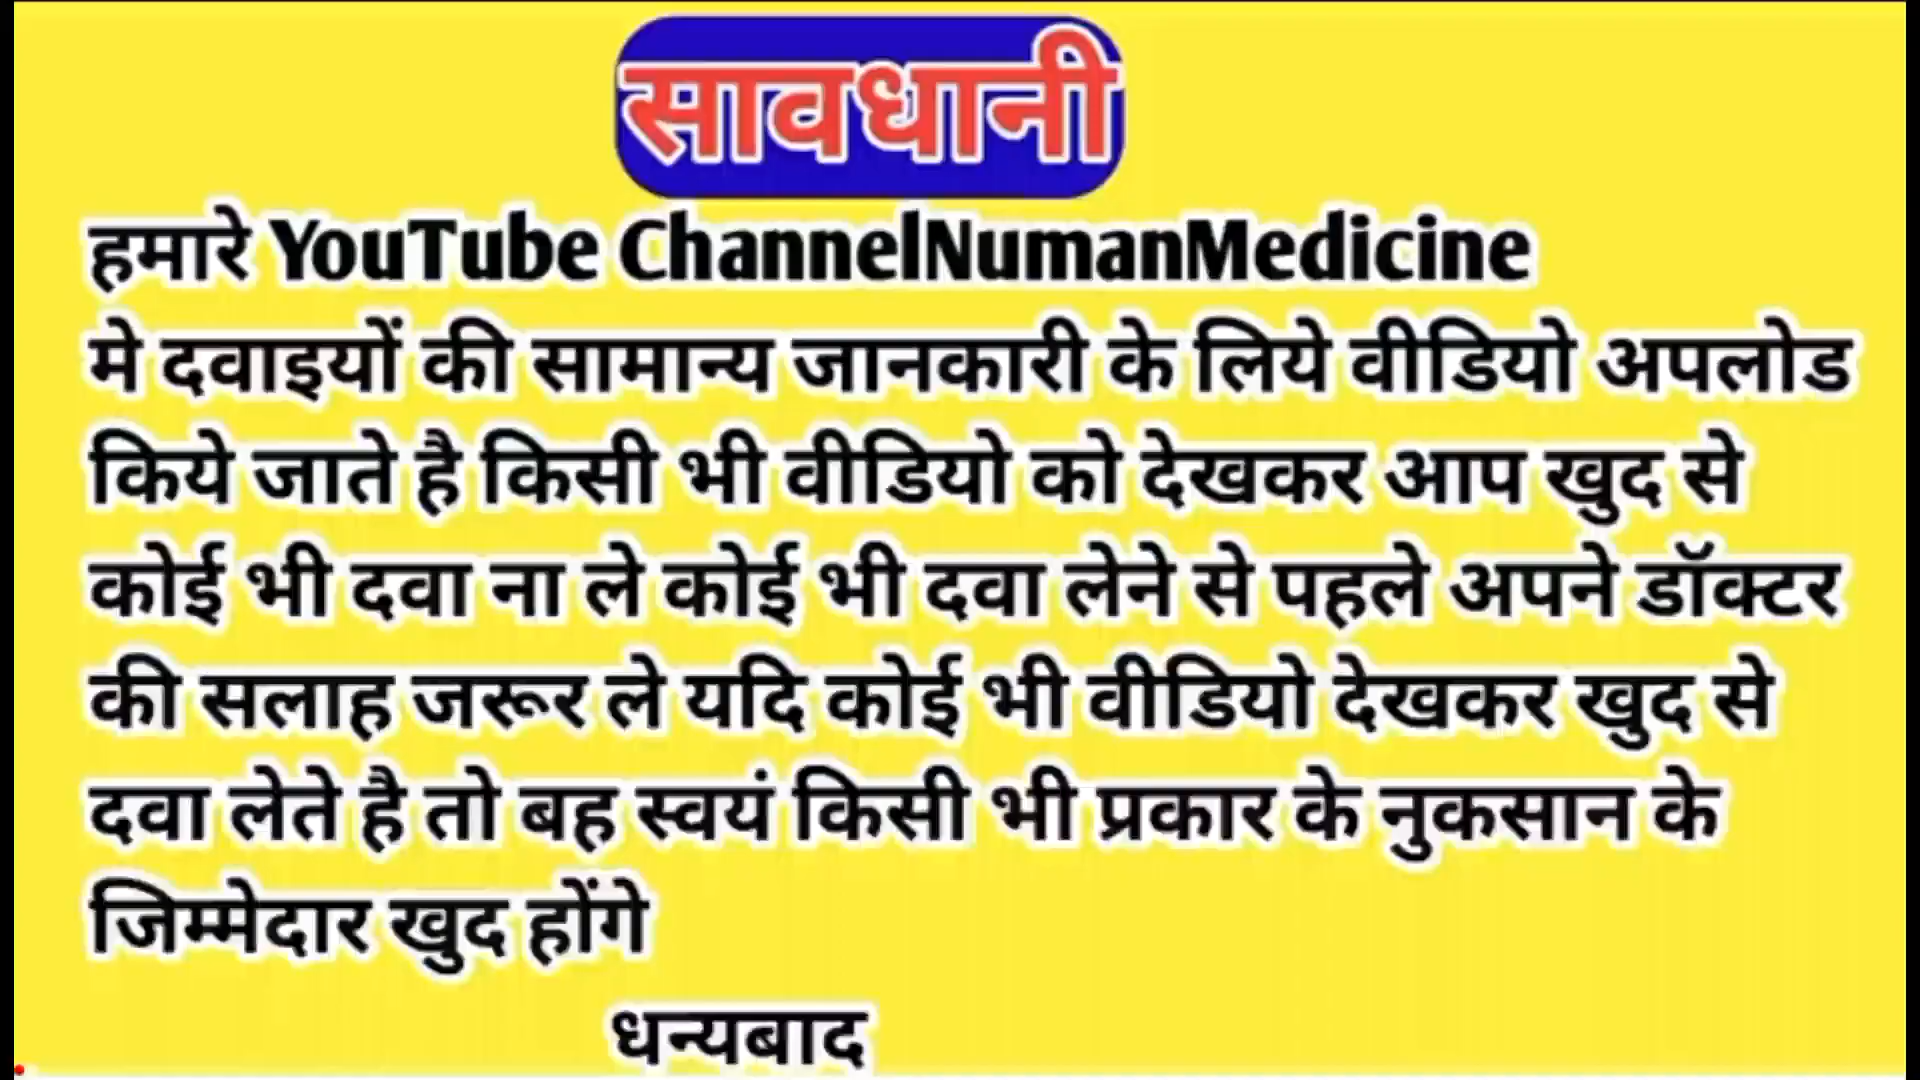 सावधानी
हमारे YouTube ChannelNumanMedicine
मे दवाइयों की सामान्य जानकारी के लिये वीडियो अपलोड
किये जाते है किसी भी वीडियो को देखकर आप खुद से
कोई भी दवा ना ले कोई भी दवा लेने से पहले अपने डॉक्टर
की सलाह जरूर ले यदि कोई भी वीडियो देखकर खुद से
दवा लेते है तो बह स्वयं किसी भी प्रकार के नुकसान के
जिम्मेदार खुद होंगे
धन्यबाद